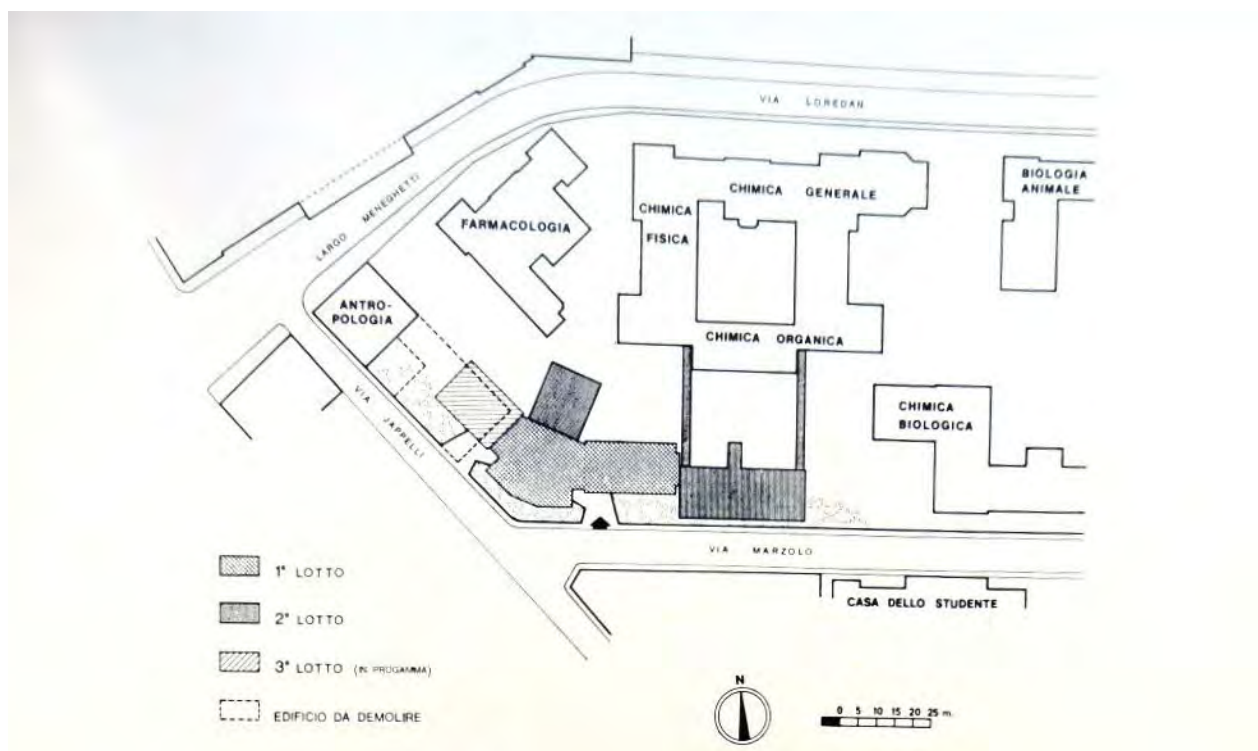 VIA LOREDAN
LARGO MENEGHETTI
FARMACOLOGIA
CHIMICA GENERALE
CHIMICA
FISICA
BIOLOGIA
ANIMALE
ANTRO-
POLOGIA
CHIMICA ORGANICA
VIA JAPPELLI
CHIMICA
BIOLOGICA
VIA MARZOLO
CASA DELLO STUDENTE
1° LOTTO
2° LOTTO
3° LOTTO (IN PROGAMMA)
EDIFICIO DA DEMOLIRE
N
0 5 10 15 20 25 m.